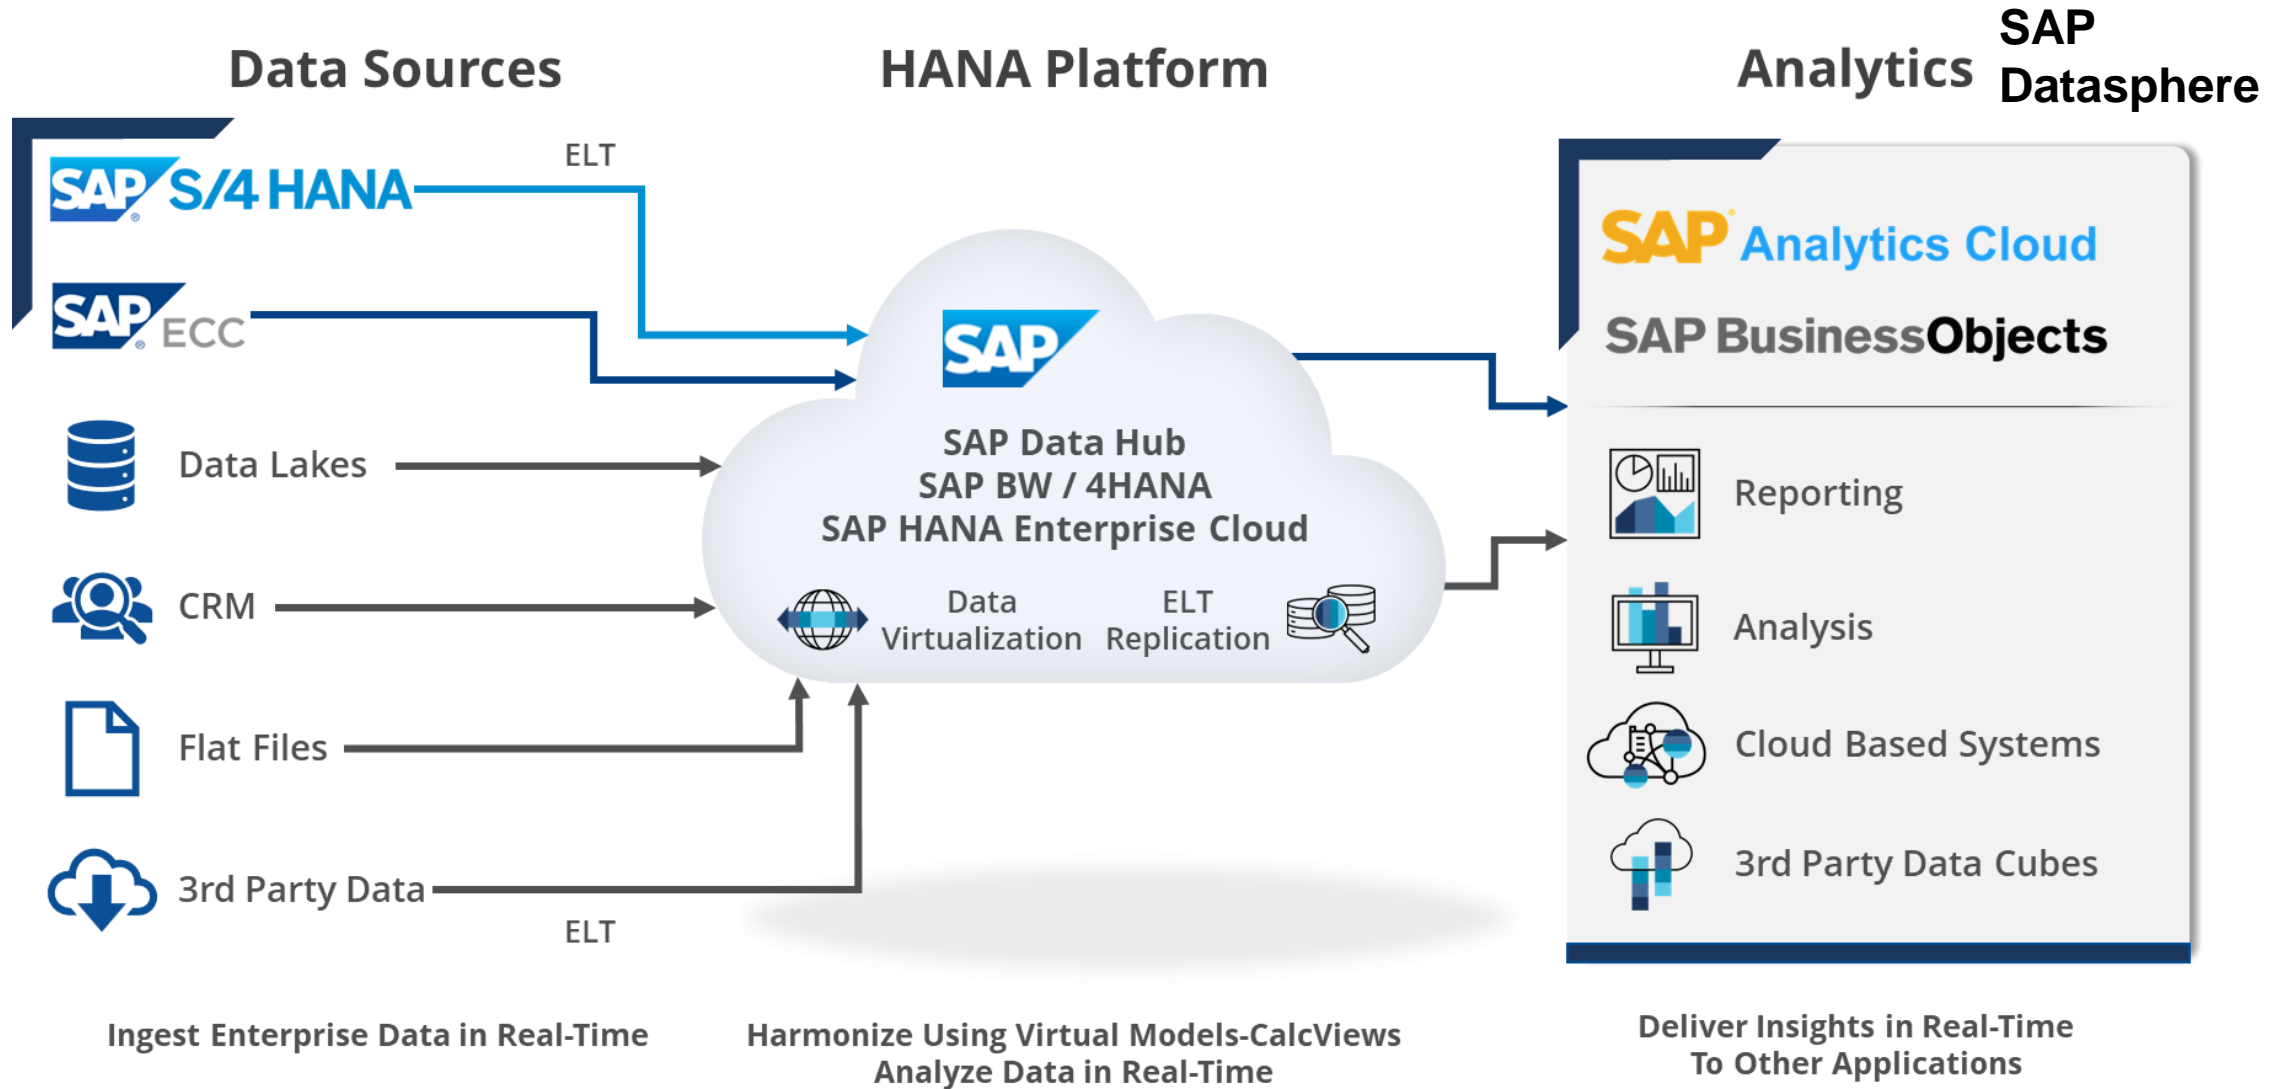 Data Sources
HANA Platform
Analytics
SAP
Datasphere
SAP® S/4 HANA
ELT
SAP® ECC
Data Lakes
CRM
Flat Files
3rd Party Data
ELT
SAP
SAP Data Hub
SAP BW / 4HANA
SAP HANA Enterprise Cloud
Data
Virtualization
ELT
Replication
SAP® Analytics Cloud
SAP BusinessObjects
Reporting
Analysis
Cloud Based Systems
3rd Party Data Cubes
Ingest Enterprise Data in Real-Time
Harmonize Using Virtual Models-CalcViews
Analyze Data in Real-Time
Deliver Insights in Real-Time
To Other Applications